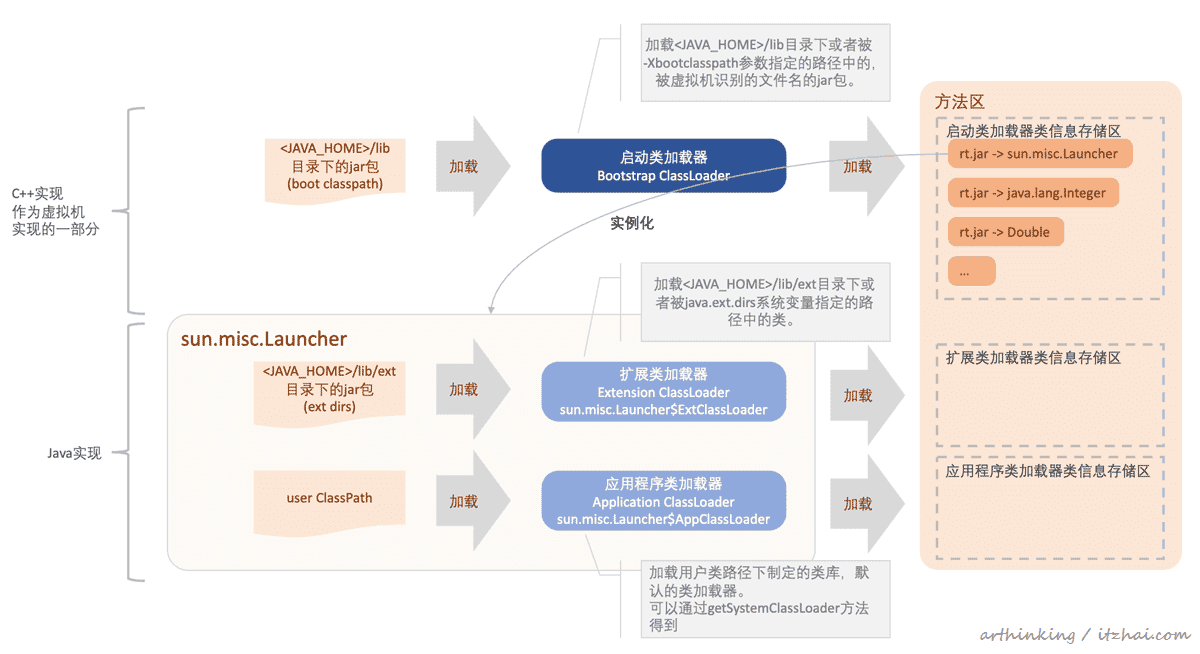 加载<JAVA_HOME>/lib目录下或者被
-Xbootclasspath参数指定的路径中的,
被虚拟机识别的文件名的jar包。
方法区
启动类加载器类信息存储区
<JAVA_HOME>/lib
目录下的jar包
(boot classpath)
加载
启动类加载器
Bootstrap ClassLoader
加载
rt.jar -> sun.misc.Launcher
rt.jar -> java.lang.Integer
rt.jar -> Double
...
C++实现
作为虚拟机
实现的一部分
实例化
加载<JAVA_HOME>/lib/ext目录下或
者被java.ext.dirs系统变量指定的路
径中的类。
sun.misc.Launcher
<JAVA_HOME>/lib/ext
目录下的jar包
(ext dirs)
加载
扩展类加载器
Extension ClassLoader
sun.misc.Launcher$ExtClassLoader
加载
扩展类加载器类信息存储区
Java实现
user ClassPath
加载
应用程序类加载器
Application ClassLoader
sun.misc.Launcher$AppClassLoader
加载
应用程序类加载器类信息存储区
加载用户类路径下制定的类库，默
认的类加载器。
可以通过getSystemClassLoader方法
得到
arthinking / itzhai.com